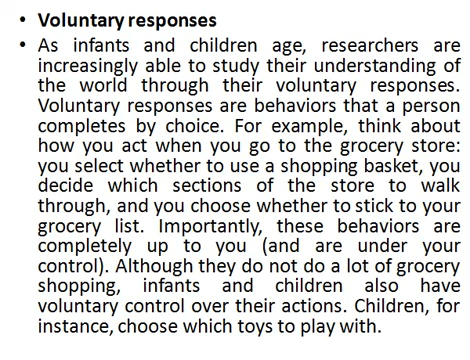 • Voluntary responses
• As infants and children age, researchers are
increasingly able to study their understanding of
the world through their voluntary responses.
Voluntary responses are behaviors that a person
completes by choice. For example, think about
how you act when you go to the grocery store:
you select whether to use a shopping basket, you
decide which sections of the store to walk
through, and you choose whether to stick to your
grocery list. Importantly, these behaviors are
completely up to you (and are under your
control). Although they do not do a lot of grocery
shopping, infants and children also have
voluntary control over their actions. Children, for
instance, choose which toys to play with.